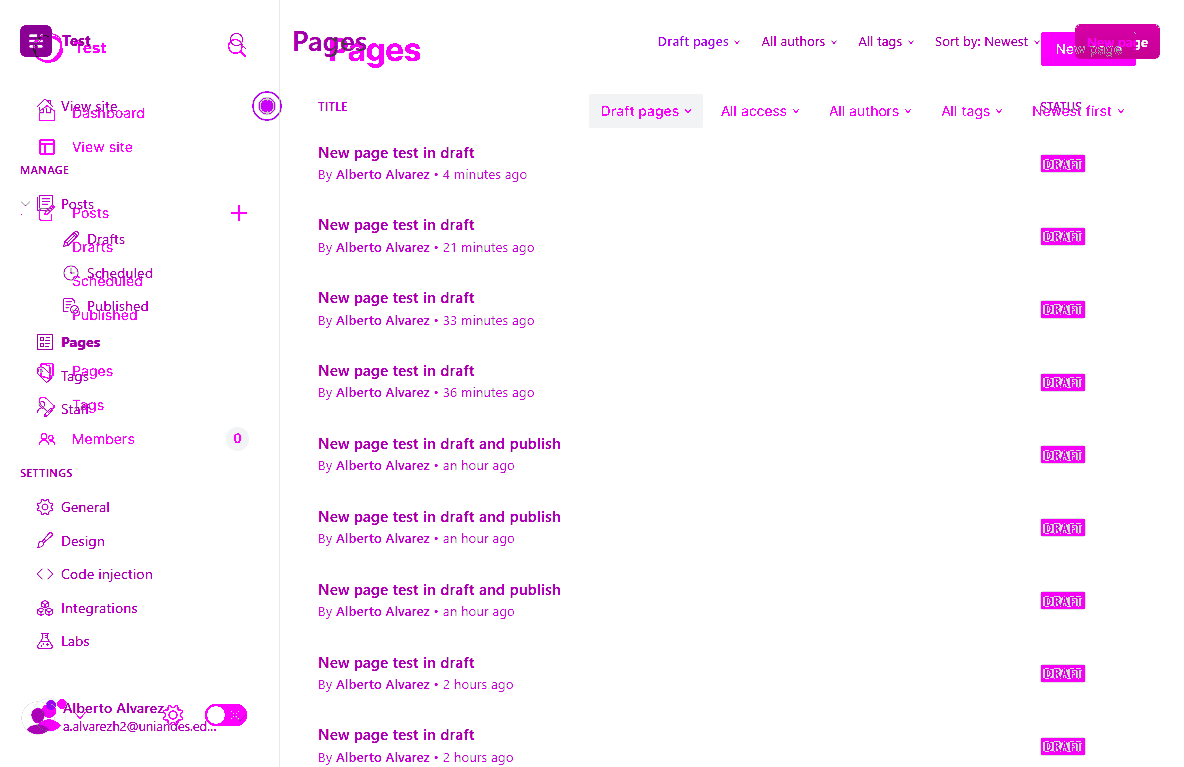 Test
Test
View site
Dashboard
View site
MANAGE
Posts
Posts
Drafts
Drafts
Scheduled
Scheduled
Published
Published
Pages
Pages
Tags
Tags
Staff
Members 0
SETTINGS
General
Design
Code injection
Integrations
Labs
Alberto Alvarez
a.alvarezh2@uniandes.ed...
Pages
Pages
Draft pages All authors All tags Sort by: Newest
New page
New page
TITLE STATUS
Draft pages All access All authors All tags Newest first
New page test in draft
By Alberto Alvarez • 4 minutes ago
DRAFT
New page test in draft
By Alberto Alvarez • 21 minutes ago
DRAFT
New page test in draft
By Alberto Alvarez • 33 minutes ago
DRAFT
New page test in draft
By Alberto Alvarez • 36 minutes ago
DRAFT
New page test in draft and publish
By Alberto Alvarez • an hour ago
DRAFT
New page test in draft and publish
By Alberto Alvarez • an hour ago
DRAFT
New page test in draft and publish
By Alberto Alvarez • an hour ago
DRAFT
New page test in draft
By Alberto Alvarez • 2 hours ago
DRAFT
New page test in draft
By Alberto Alvarez • 2 hours ago
DRAFT